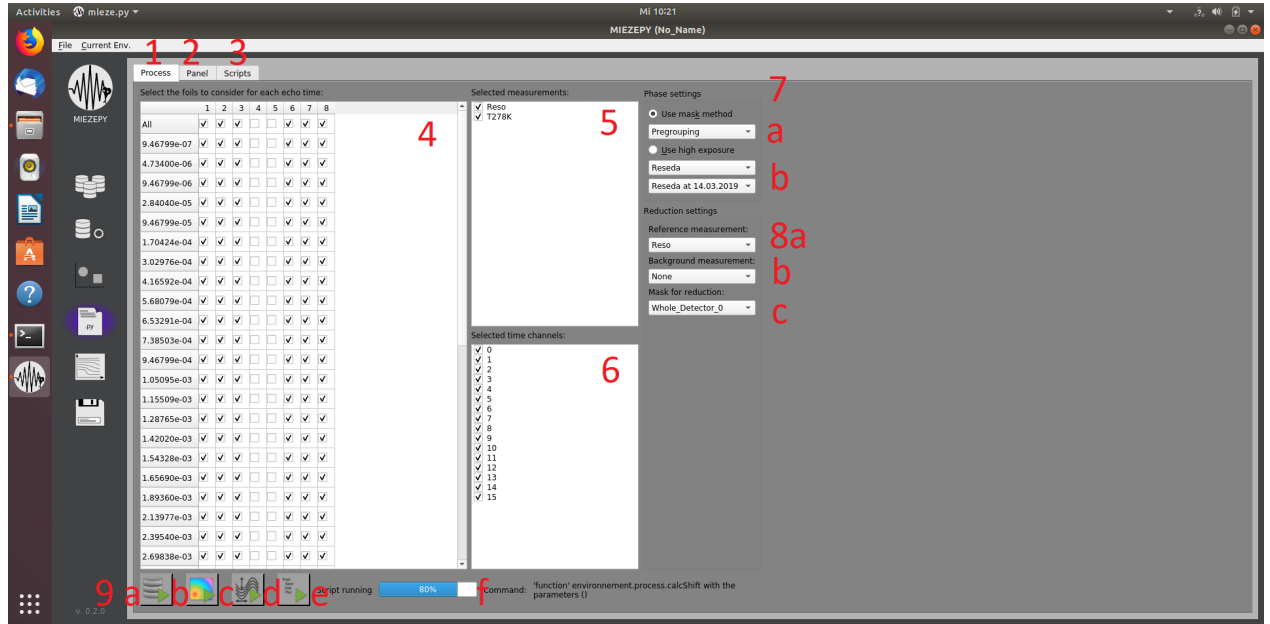 Activities mieze.py Mi 10:21
MIEZEPY (No_Name)
File Current Env.
1 2 3
Process Panel Scripts
MIEZEPY
Select the foils to consider for each echo time:
1 2 3 4 5 6 7 8
All
9.46799e-07
4.73400e-06
9.46799e-06
2.84040e-05
9.46799e-05
1.70424e-04
3.02976e-04
4.16592e-04
5.68079e-04
6.53291e-04
7.38503e-04
9.46799e-04
1.05095e-03
1.15509e-03
1.28765e-03
1.42020e-03
1.54328e-03
1.65690e-03
1.89360e-03
2.13977e-03
2.39540e-03
2.69838e-03
4
Selected measurements:
Reso
T278K
5
Selected time channels:
0
1
2
3
4
5
6
7
8
9
10
11
12
13
14
15
6
Phase settings
7
Use mask method
Pregrouping
a
Use high exposure
Reseda
Reseda at 14.03.2019
b
Reduction settings
Reference measurement:
Reso
8a
Background measurement:
None
b
Mask for reduction:
Whole_Detector_0
c
.py
9 a b c d e
Script running 80% f Command: 'function' environnement.process.calcShift with the
parameters ()
v. 0.2.0